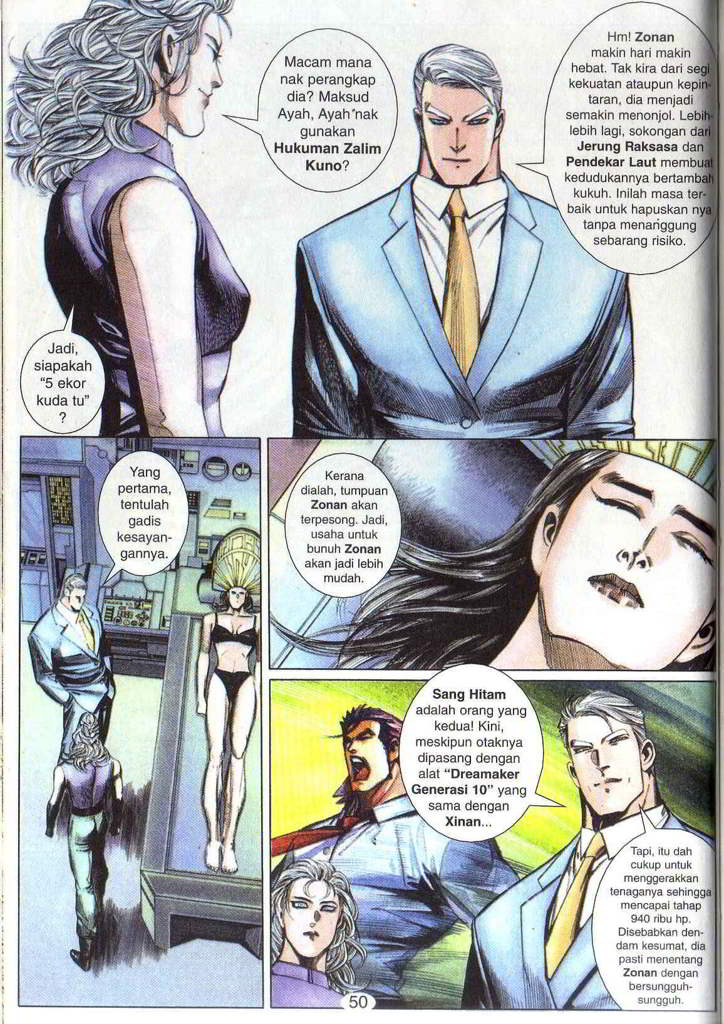 Hm! Zonan
makin hari makin
hebat. Tak kira dari segi
kekuatan ataupun kepin-
taran, dia menjadi
semakin menonjol. Lebih-
lebih lagi, sokongan dari
Jerung Raksasa dan
Pendekar Laut membuat
kedudukannya bertambah
kukuh. Inilah masa ter-
baik untuk hapuskan nya
tanpa menanggung
sebarang risiko.
Macam mana
nak perangkap
dia? Maksud
Ayah, Ayah nak
gunakan
Hukuman Zalim
Kuno?
Jadi,
siapakah
"5 ekor
kuda tu"
?
Yang
pertama,
tentulah
gadis
kesayan-
gannya.
Kerana
dialah, tumpuan
Zonan akan
terpesong. Jadi,
usaha untuk
bunuh Zonan
akan jadi lebih
mudah.
Sang Hitam
adalah orang yang
kedua! Kini,
meskipun otaknya
dipasang dengan
alat "Dreamaker
Generasi 10" yang
sama dengan
Xinan...
Tapi, itu dah
cukup untuk
menggerakkan
tenaganya sehingga
mencapai tahap
940 ribu hp.
Disebabkan den-
dam kesumat, dia
pasti menentang
Zonan dengan
bersungguh-
sungguh.
50